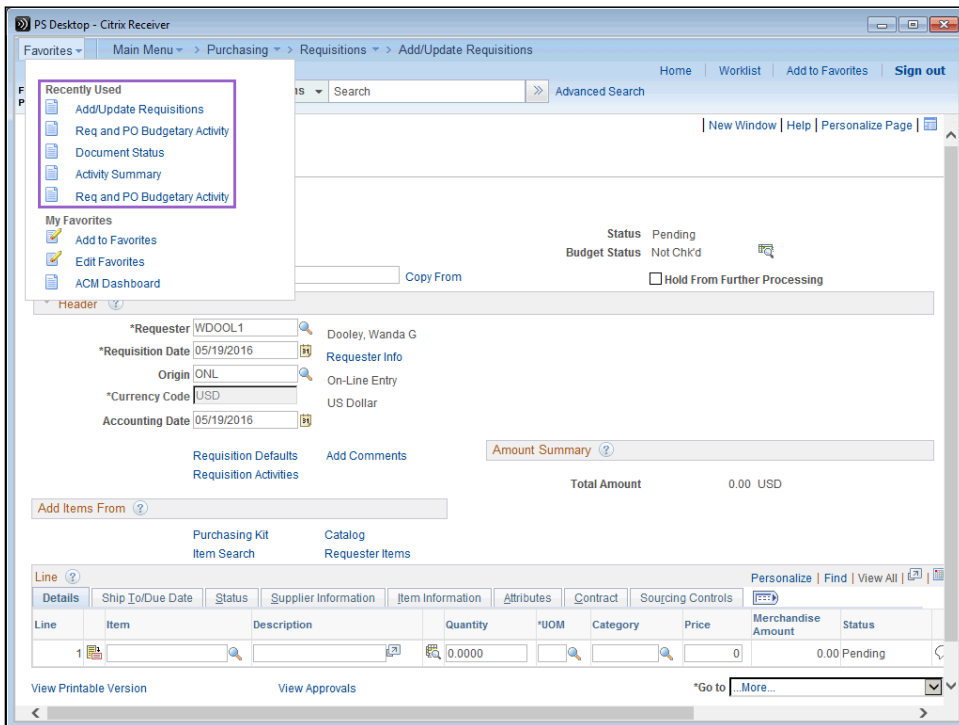 PS Desktop - Citrix Receiver
Favorites Main Menu > Purchasing > Requisitions > Add/Update Requisitions
Home Worklist Add to Favorites Sign out
Search Advanced Search
New Window | Help | Personalize Page |
Recently Used
Add/Update Requisitions
Req and PO Budgetary Activity
Document Status
Activity Summary
Req and PO Budgetary Activity
My Favorites
Add to Favorites
Edit Favorites
ACM Dashboard
Status Pending
Budget Status Not Chk'd
Copy From
Hold From Further Processing
Header
*Requester WDOOL1 Dooley, Wanda G
*Requisition Date 05/19/2016 Requester Info
Origin ONL On-Line Entry
*Currency Code USD US Dollar
Accounting Date 05/19/2016
Requisition Defaults Add Comments
Requisition Activities
Amount Summary
Total Amount 0.00 USD
Add Items From
Purchasing Kit Catalog
Item Search Requester Items
Line Personalize | Find | View All |
Details Ship To/Due Date Status Supplier Information Item Information Attributes Contract Sourcing Controls
Line Item Description Quantity *UOM Category Price Merchandise Amount Status
1 0.0000 0 0.00 Pending
View Printable Version View Approvals *Go to ...More...